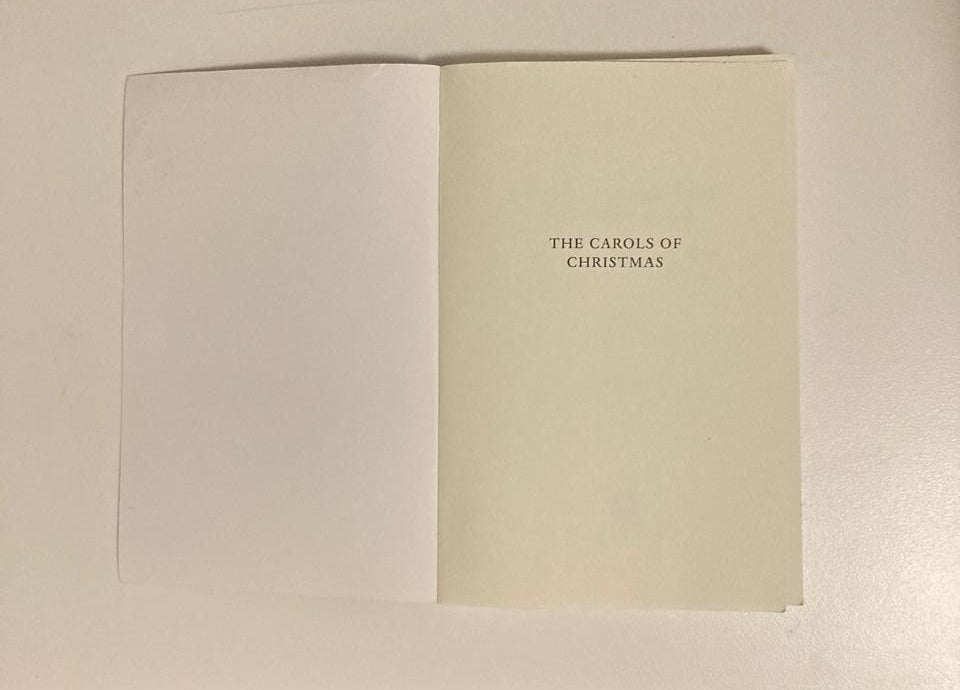 THE CAROLS OF
CHRISTMAS